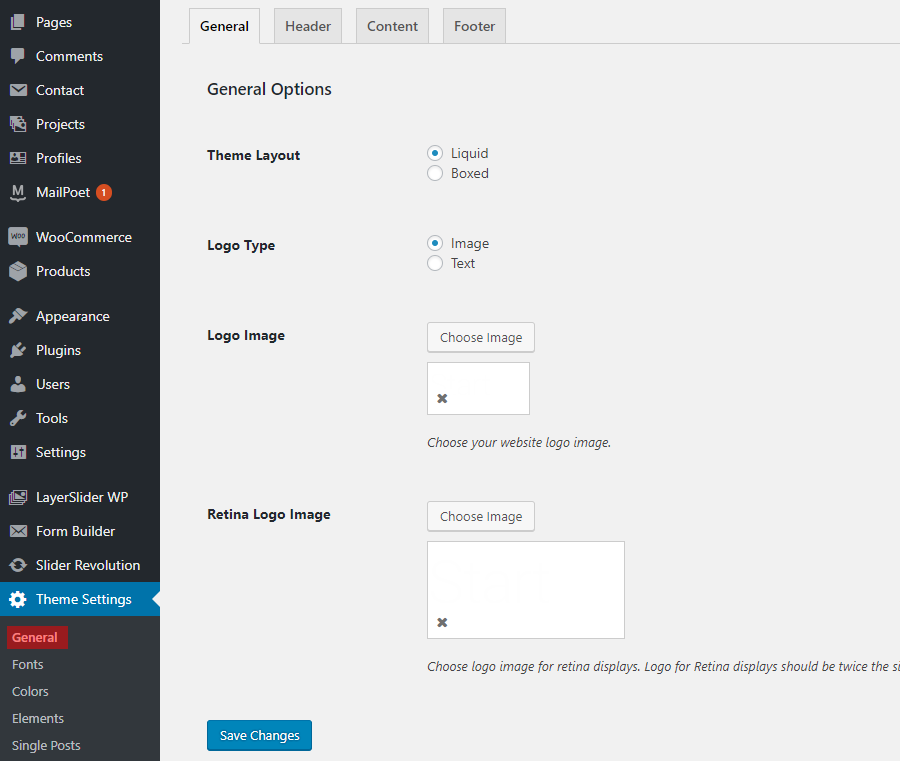 Pages
Comments
Contact
Projects
Profiles
MailPoet 1
WooCommerce
Products
Appearance
Plugins
Users
Tools
Settings
LayerSlider WP
Form Builder
Slider Revolution
Theme Settings
General
Fonts
Colors
Elements
Single Posts
General Header Content Footer
General Options
Theme Layout
Liquid
Boxed
Logo Type
Image
Text
Logo Image
Choose Image
Choose your website logo image.
Retina Logo Image
Choose Image
Choose logo image for retina displays. Logo for Retina displays should be twice the
Save Changes